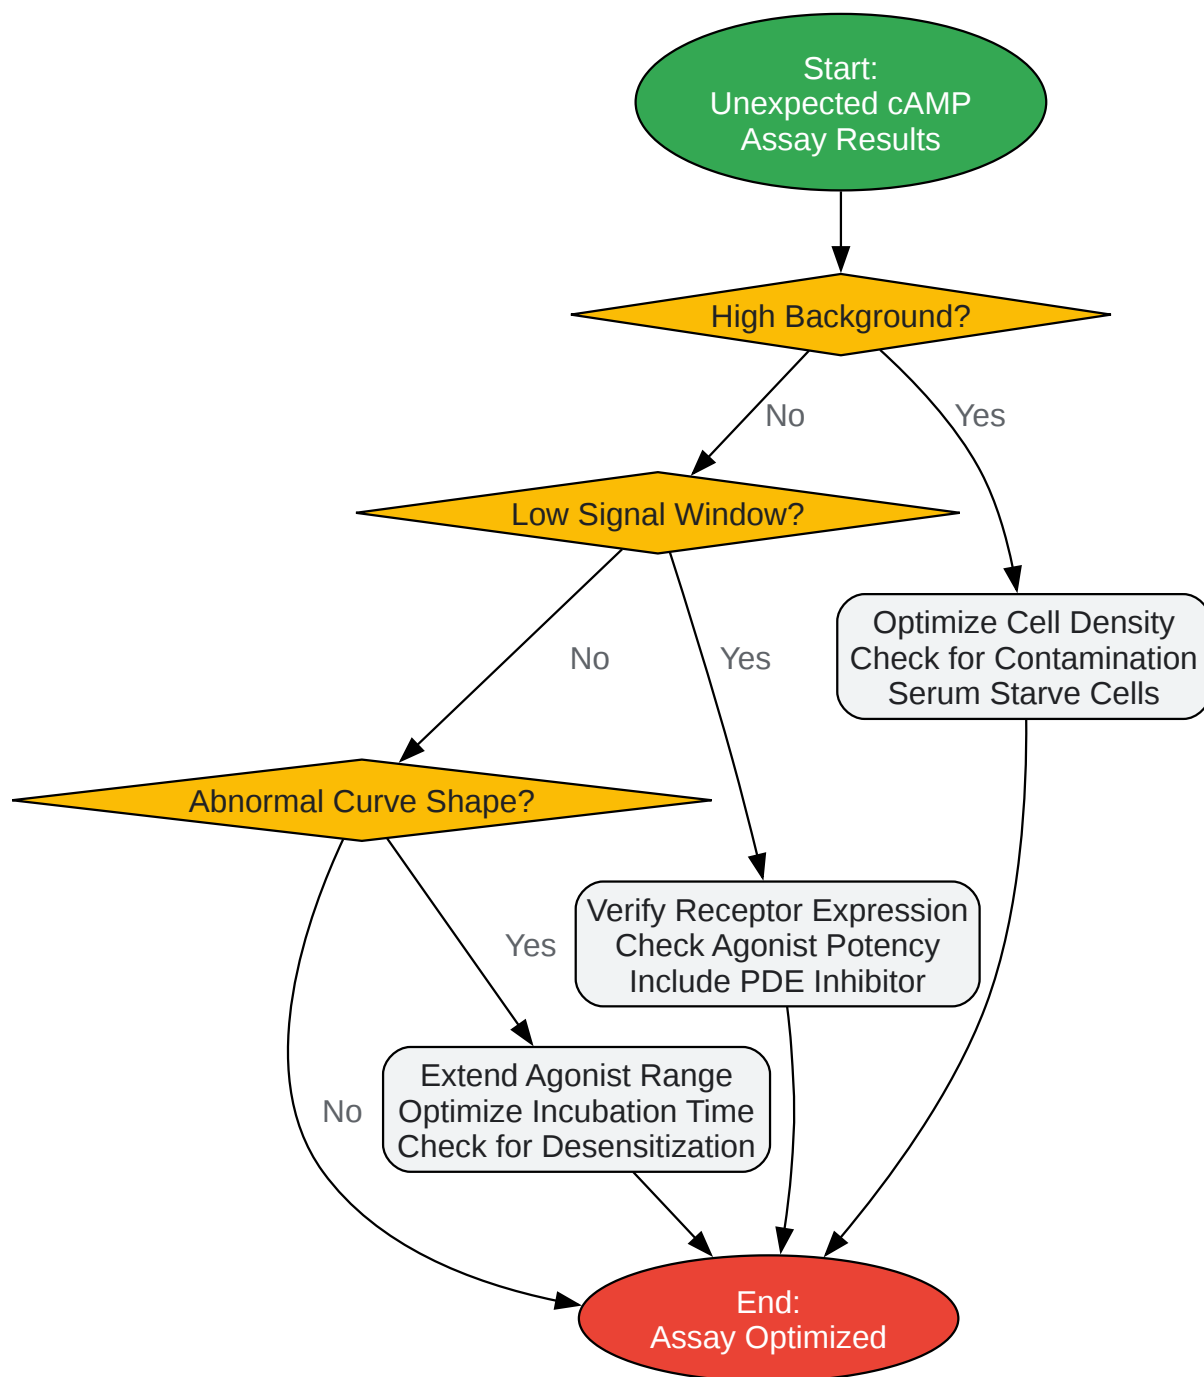 Start:
Unexpected cAMP
Assay Results
High Background?
No
Yes
Low Signal Window?
Optimize Cell Density
Check for Contamination
Serum Starve Cells
No
Yes
Abnormal Curve Shape?
Verify Receptor Expression
Check Agonist Potency
Include PDE Inhibitor
Yes
Extend Agonist Range
Optimize Incubation Time
Check for Desensitization
No
End:
Assay Optimized